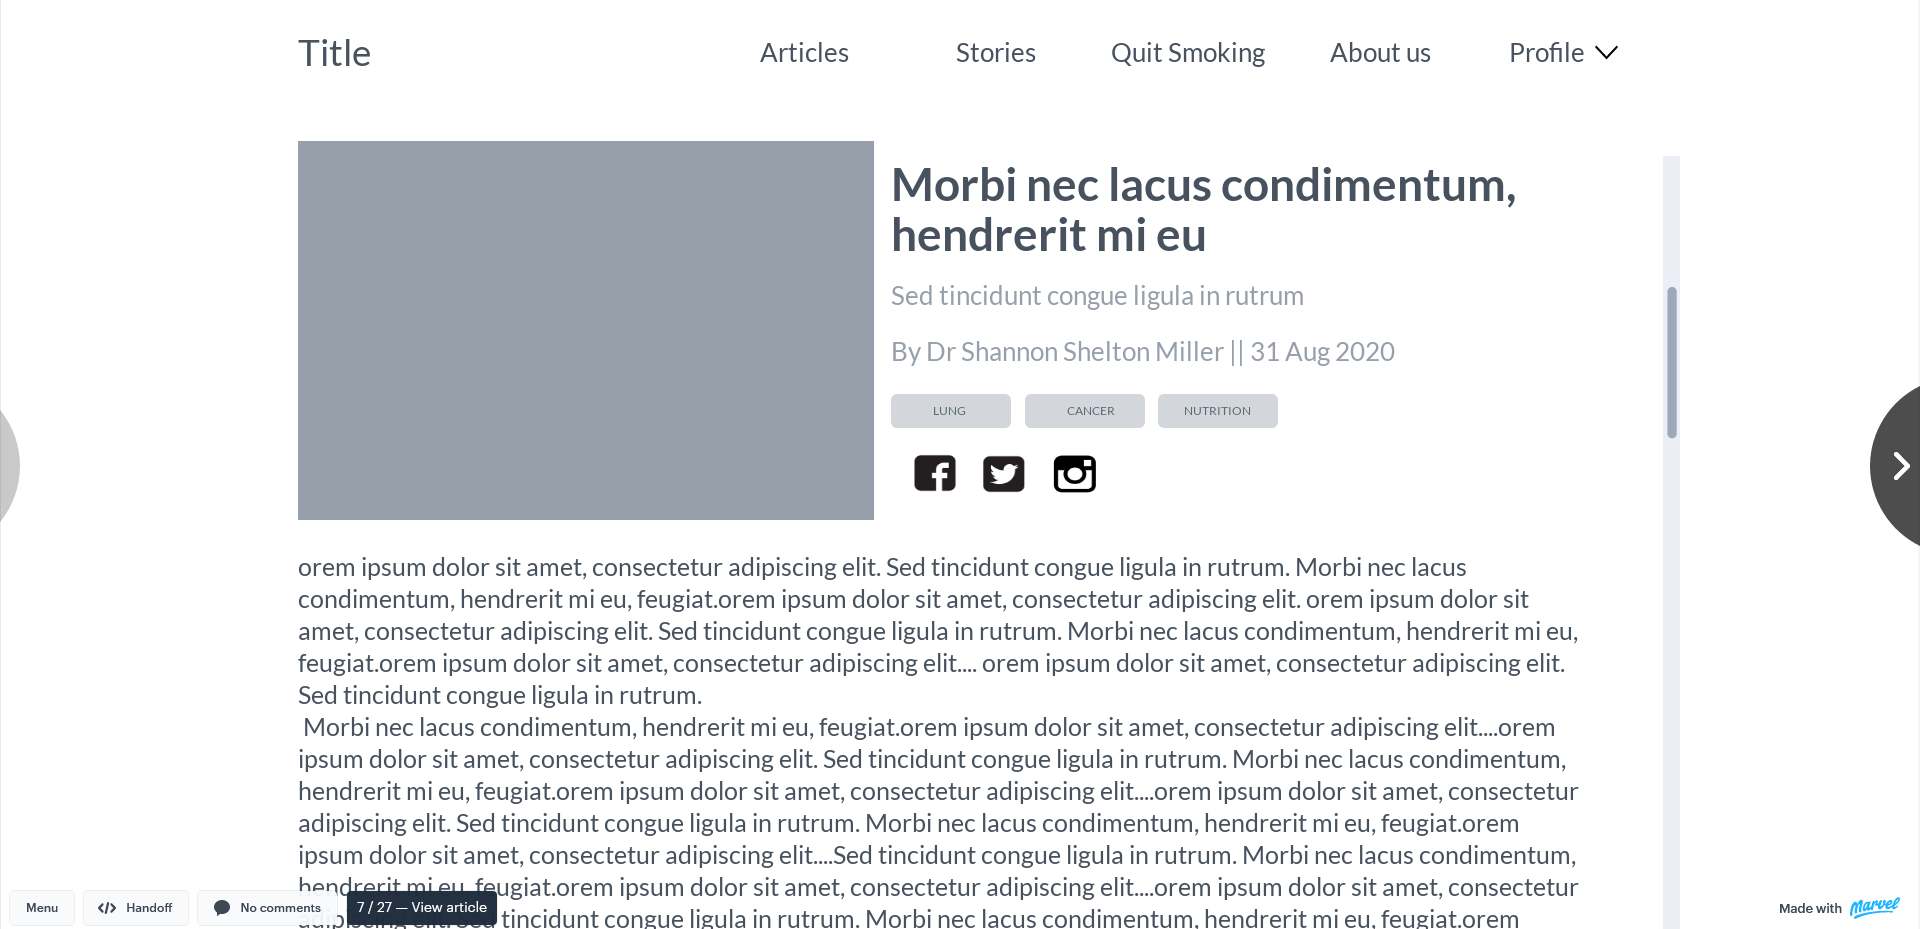 Title
Articles Stories Quit Smoking About us Profile
Morbi nec lacus condimentum,
hendrerit mi eu
Sed tincidunt congue ligula in rutrum
By Dr Shannon Shelton Miller || 31 Aug 2020
LUNG CANCER NUTRITION
orem ipsum dolor sit amet, consectetur adipiscing elit. Sed tincidunt congue ligula in rutrum. Morbi nec lacus
condimentum, hendrerit mi eu, feugiat.orem ipsum dolor sit amet, consectetur adipiscing elit. orem ipsum dolor sit
amet, consectetur adipiscing elit. Sed tincidunt congue ligula in rutrum. Morbi nec lacus condimentum, hendrerit mi eu,
feugiat.orem ipsum dolor sit amet, consectetur adipiscing elit.... orem ipsum dolor sit amet, consectetur adipiscing elit.
Sed tincidunt congue ligula in rutrum.
Morbi nec lacus condimentum, hendrerit mi eu, feugiat.orem ipsum dolor sit amet, consectetur adipiscing elit....orem
ipsum dolor sit amet, consectetur adipiscing elit. Sed tincidunt congue ligula in rutrum. Morbi nec lacus condimentum,
hendrerit mi eu, feugiat.orem ipsum dolor sit amet, consectetur adipiscing elit....orem ipsum dolor sit amet, consectetur
adipiscing elit. Sed tincidunt congue ligula in rutrum. Morbi nec lacus condimentum, hendrerit mi eu, feugiat.orem
ipsum dolor sit amet, consectetur adipiscing elit....Sed tincidunt congue ligula in rutrum. Morbi nec lacus condimentum,
hendrerit mi eu, feugiat.orem ipsum dolor sit amet, consectetur adipiscing elit....orem ipsum dolor sit amet, consectetur
adipiscing elit. Sed tincidunt congue ligula in rutrum. Morbi nec lacus condimentum, hendrerit mi eu, feugiat.orem
Menu </> Handoff No comments 7 / 27 — View article
Made with Marvel